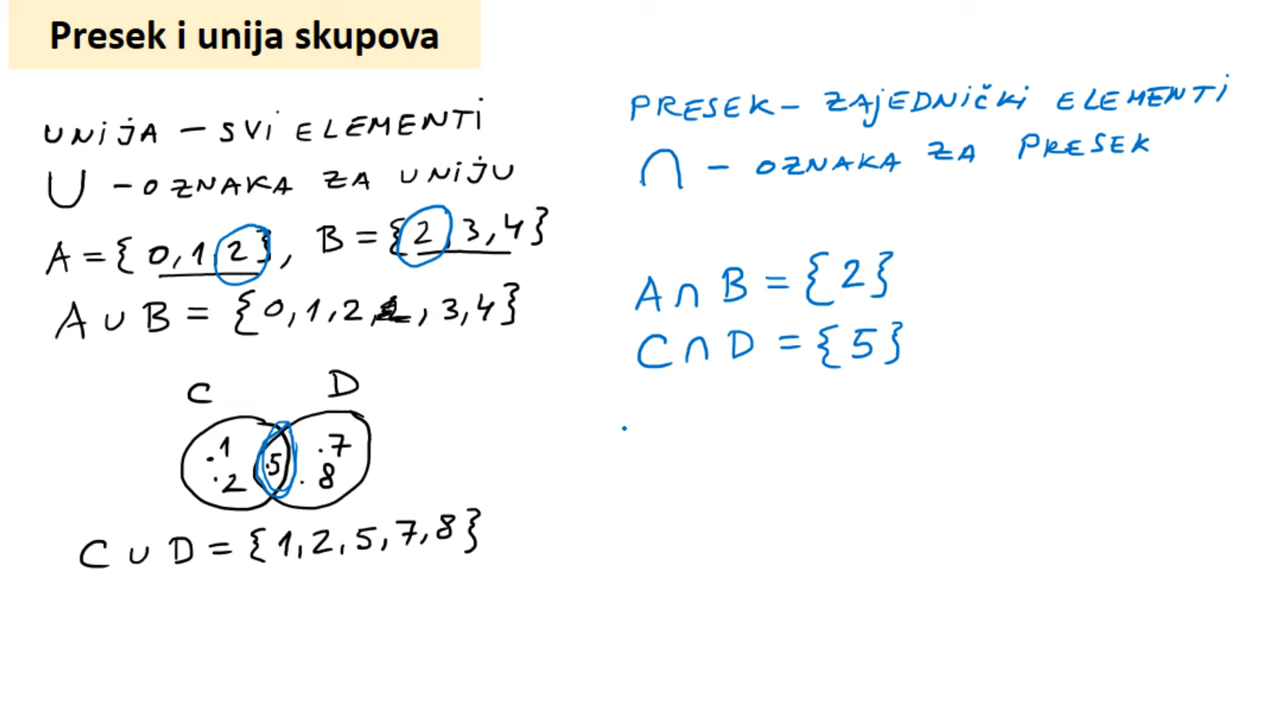 Presek i unija skupova
UNIJA - SVI ELEMENTI
∪ - OZNAKA ZA UNIJU
A = { 0, 1 2 }, B = { 2 3, 4 }
A ∪ B = { 0, 1, 2 , 3, 4 }
C D
.1 .5 .7
.2 .8
C ∪ D = { 1, 2, 5, 7, 8 }
PRESEK - ZAJEDNIČKI ELEMENTI
∩ - OZNAKA ZA PRESEK
A ∩ B = { 2 }
C ∩ D = { 5 }